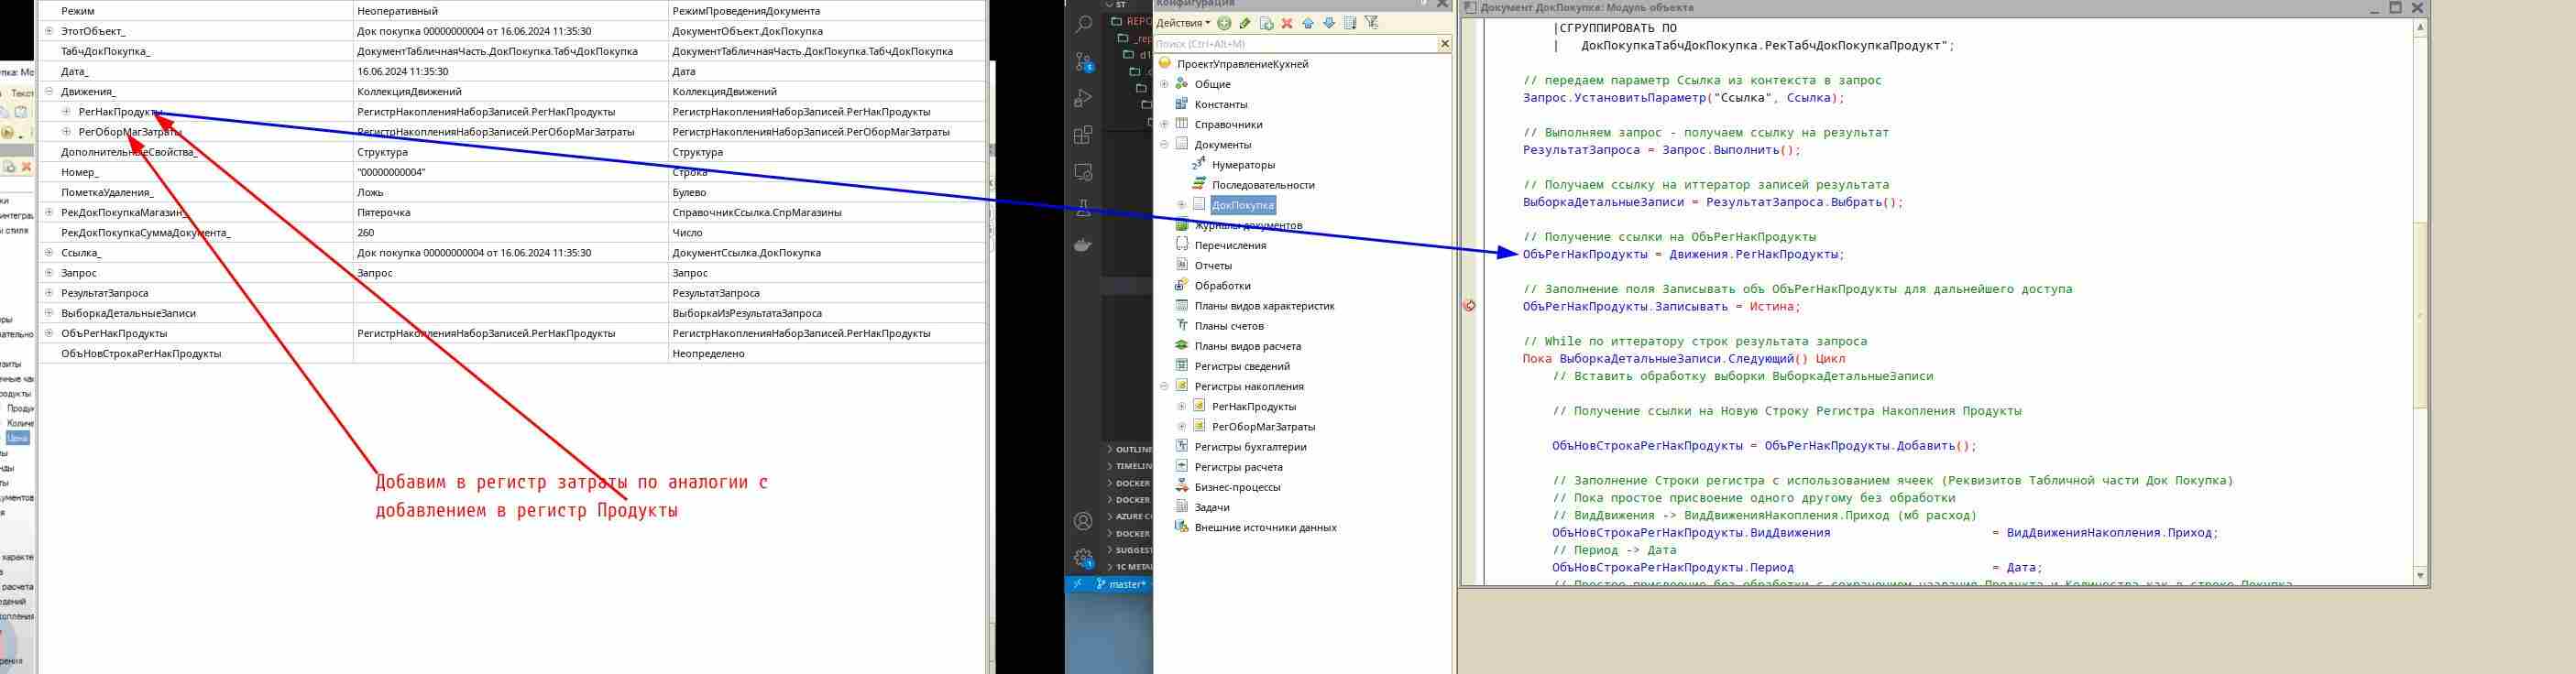 Режим Неоперативный РежимПроведенияДокумента
ЭтотОбъект_ Док покупка 00000000004 от 16.06.2024 11:35:30 ДокументОбъект.ДокПокупка
ТабчДокПокупка_ ДокументТабличнаяЧасть.ДокПокупка.ТабчДокПокупка ДокументТабличнаяЧасть.ДокПокупка.ТабчДокПокупка
Дата_ 16.06.2024 11:35:30 Дата
Движения_ КоллекцияДвижений КоллекцияДвижений
РегНакПродукты РегистрНакопленияНаборЗаписей.РегНакПродукты РегистрНакопленияНаборЗаписей.РегНакПродукты
РегОборМагЗатраты РегистрНакопленияНаборЗаписей.РегОборМагЗатраты РегистрНакопленияНаборЗаписей.РегОборМагЗатраты
ДополнительныеСвойства_ Структура Структура
Номер_ "00000000004" Строка
ПометкаУдаления_ Ложь Булево
РекДокПокупкаМагазин_ Пятерочка СправочникСсылка.СпрМагазины
РекДокПокупкаСуммаДокумента_ 260 Число
Ссылка_ Док покупка 00000000004 от 16.06.2024 11:35:30 ДокументСсылка.ДокПокупка
Запрос Запрос Запрос
РезультатЗапроса РезультатЗапроса
ВыборкаДетальныеЗаписи ВыборкаИзРезультатаЗапроса
ОбъРегНакПродукты РегистрНакопленияНаборЗаписей.РегНакПродукты РегистрНакопленияНаборЗаписей.РегНакПродукты
ОбъНовСтрокаРегНакПродукты Неопределено
Добавим в регистр затраты по аналогии с
добавлением в регистр Продукты
ST
REPO
_rep
OUTLINE
TIMELIN
DOCKER
DOCKER
AZURE CO
DOCKER
SUGGEST
1C META
master*
Конфигурация
Действия
Поиск (Ctrl+Alt+M)
ПроектУправлениеКухней
Общие
Константы
Справочники
Документы
Нумераторы
Последовательности
ДокПокупка
Журналы документов
Перечисления
Отчеты
Обработки
Планы видов характеристик
Планы счетов
Планы видов расчета
Регистры сведений
Регистры накопления
РегНакПродукты
РегОборМагЗатраты
Регистры бухгалтерии
Регистры расчета
Бизнес-процессы
Задачи
Внешние источники данных
Документ ДокПокупка: Модуль объекта
|СГРУППИРОВАТЬ ПО
| ДокПокупкаТабчДокПокупка.РекТабчДокПокупкаПродукт";
// передаем параметр Ссылка из контекста в запрос
Запрос.УстановитьПараметр("Ссылка", Ссылка);
// Выполняем запрос - получаем ссылку на результат
РезультатЗапроса = Запрос.Выполнить();
// Получаем ссылку на иттератор записей результата
ВыборкаДетальныеЗаписи = РезультатЗапроса.Выбрать();
// Получение ссылки на ОбъРегНакПродукты
ОбъРегНакПродукты = Движения.РегНакПродукты;
// Заполнение поля Записывать объ ОбъРегНакПродукты для дальнейшего доступа
ОбъРегНакПродукты.Записывать = Истина;
// While по иттератору строк результата запроса
Пока ВыборкаДетальныеЗаписи.Следующий() Цикл
// Вставить обработку выборки ВыборкаДетальныеЗаписи
// Получение ссылки на Новую Строку Регистра Накопления Продукты
ОбъНовСтрокаРегНакПродукты = ОбъРегНакПродукты.Добавить();
// Заполнение Строки регистра с использованием ячеек (Реквизитов Табличной части Док Покупка)
// Пока простое присвоение одного другому без обработки
// ВидДвижения -> ВидДвиженияНакопления.Приход (мб расход)
ОбъНовСтрокаРегНакПродукты.ВидДвижения = ВидДвиженияНакопления.Приход;
// Период -> Дата
ОбъНовСтрокаРегНакПродукты.Период = Дата;